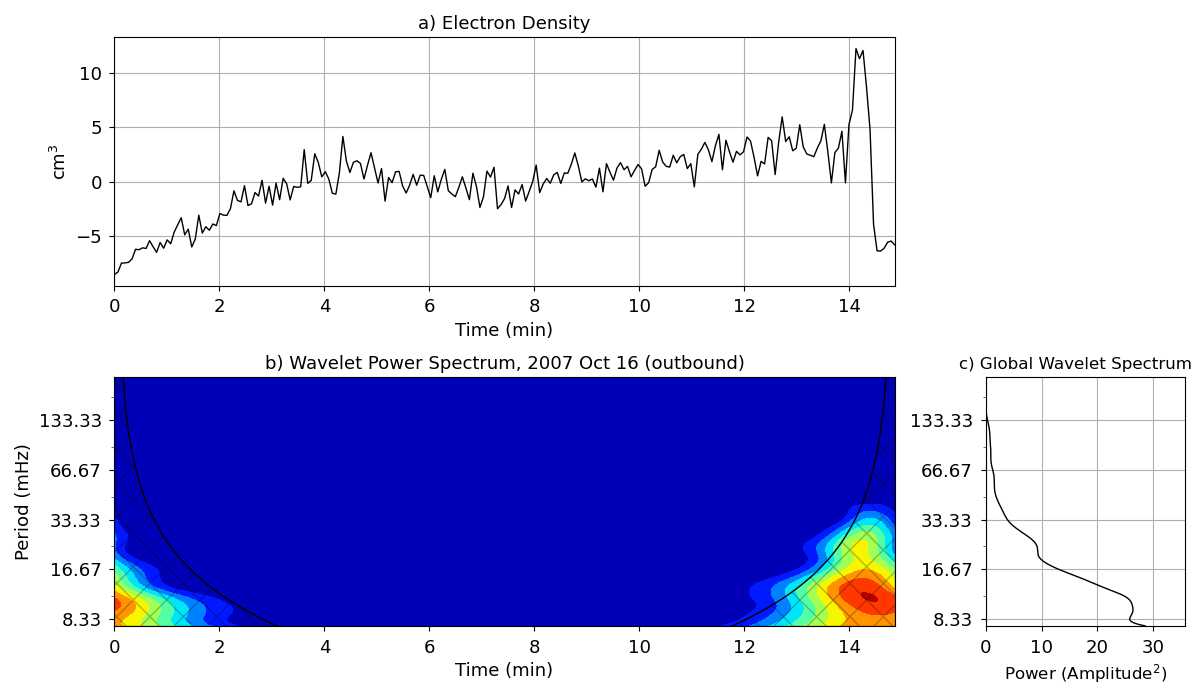 a) Electron Density
10
5
0
−5
cm³
0 2 4 6 8 10 12 14
Time (min)
b) Wavelet Power Spectrum, 2007 Oct 16 (outbound)
133.33
66.67
33.33
16.67
8.33
Period (mHz)
0 2 4 6 8 10 12 14
Time (min)
c) Global Wavelet Spectrum
133.33
66.67
33.33
16.67
8.33
0 10 20 30
Power (Amplitude²)